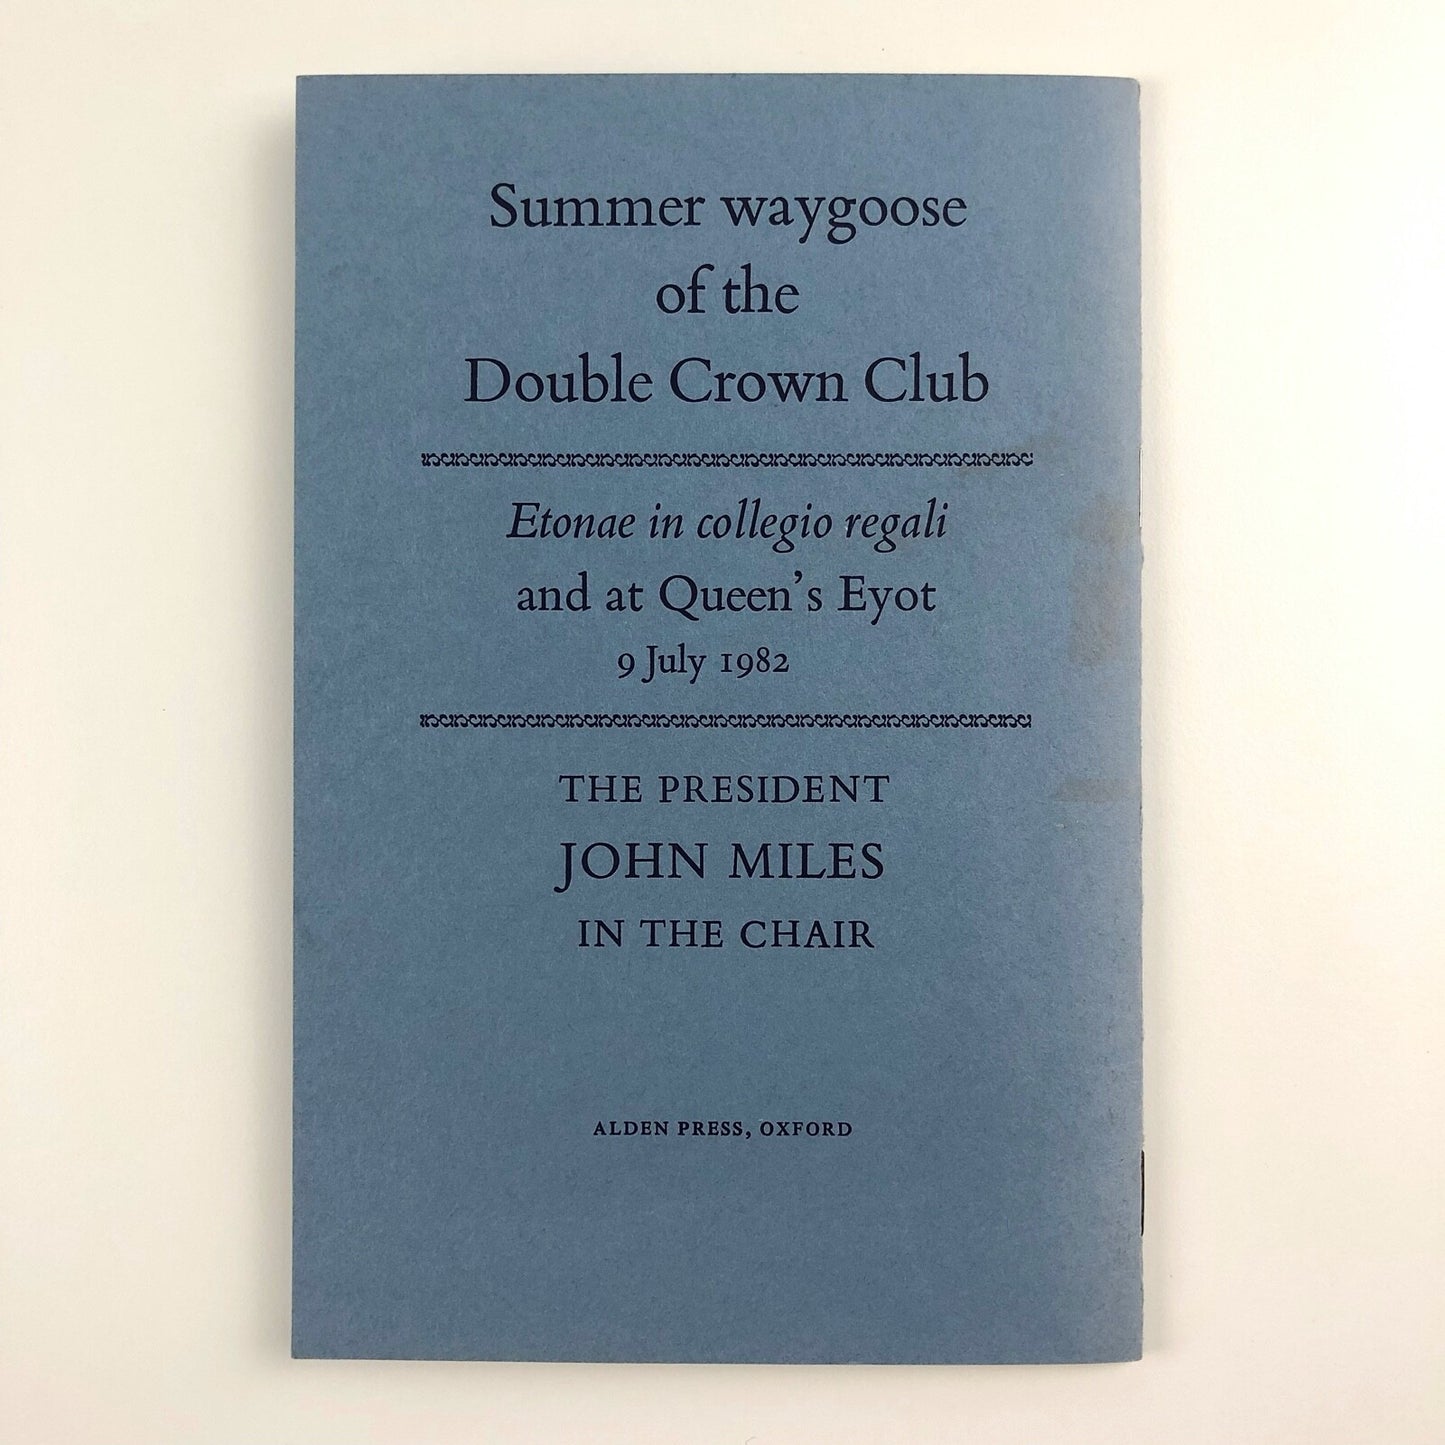 Summer waygoose
of the
Double Crown Club
Etonae in collegio regali
and at Queen’s Eyot
9 July 1982
THE PRESIDENT
JOHN MILES
IN THE CHAIR
ALDEN PRESS, OXFORD